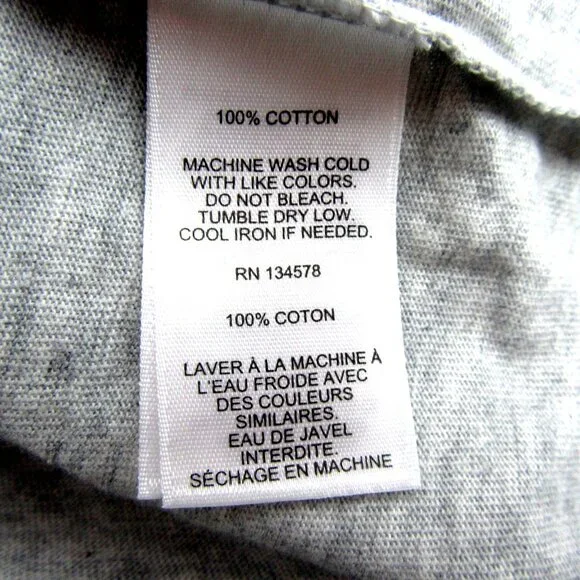 100% COTTON
MACHINE WASH COLD
WITH LIKE COLORS.
DO NOT BLEACH.
TUMBLE DRY LOW.
COOL IRON IF NEEDED.
RN 134578
100% COTON
LAVER À LA MACHINE À
L'EAU FROIDE AVEC
DES COULEURS
SIMILAIRES.
EAU DE JAVEL
INTERDITE.
SÉCHAGE EN MACHINE